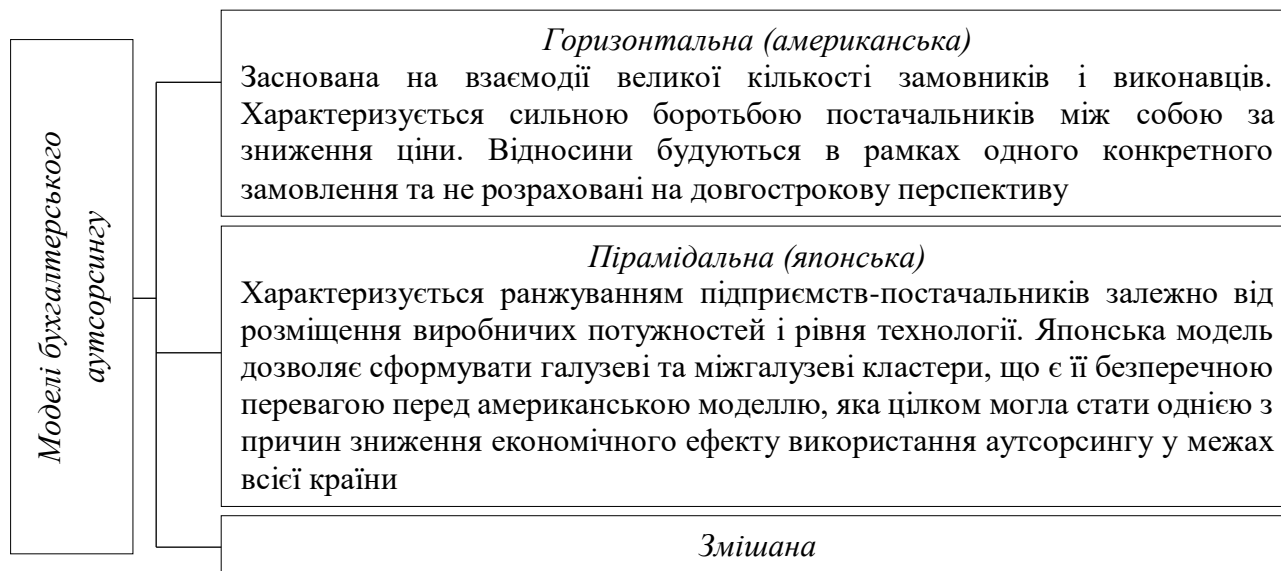 Моделі бухгалтерського
аутсорсингу
Горизонтальна (американська)
Заснована на взаємодії великої кількості замовників і виконавців.
Характеризується сильною боротьбою постачальників між собою за
зниження ціни. Відносини будуються в рамках одного конкретного
замовлення та не розраховані на довгострокову перспективу
Пірамідальна (японська)
Характеризується ранжуванням підприємств-постачальників залежно від
розміщення виробничих потужностей і рівня технології. Японська модель
дозволяє сформувати галузеві та міжгалузеві кластери, що є її безперечною
перевагою перед американською моделлю, яка цілком могла стати однією з
причин зниження економічного ефекту використання аутсорсингу у межах
всієї країни
Змішана